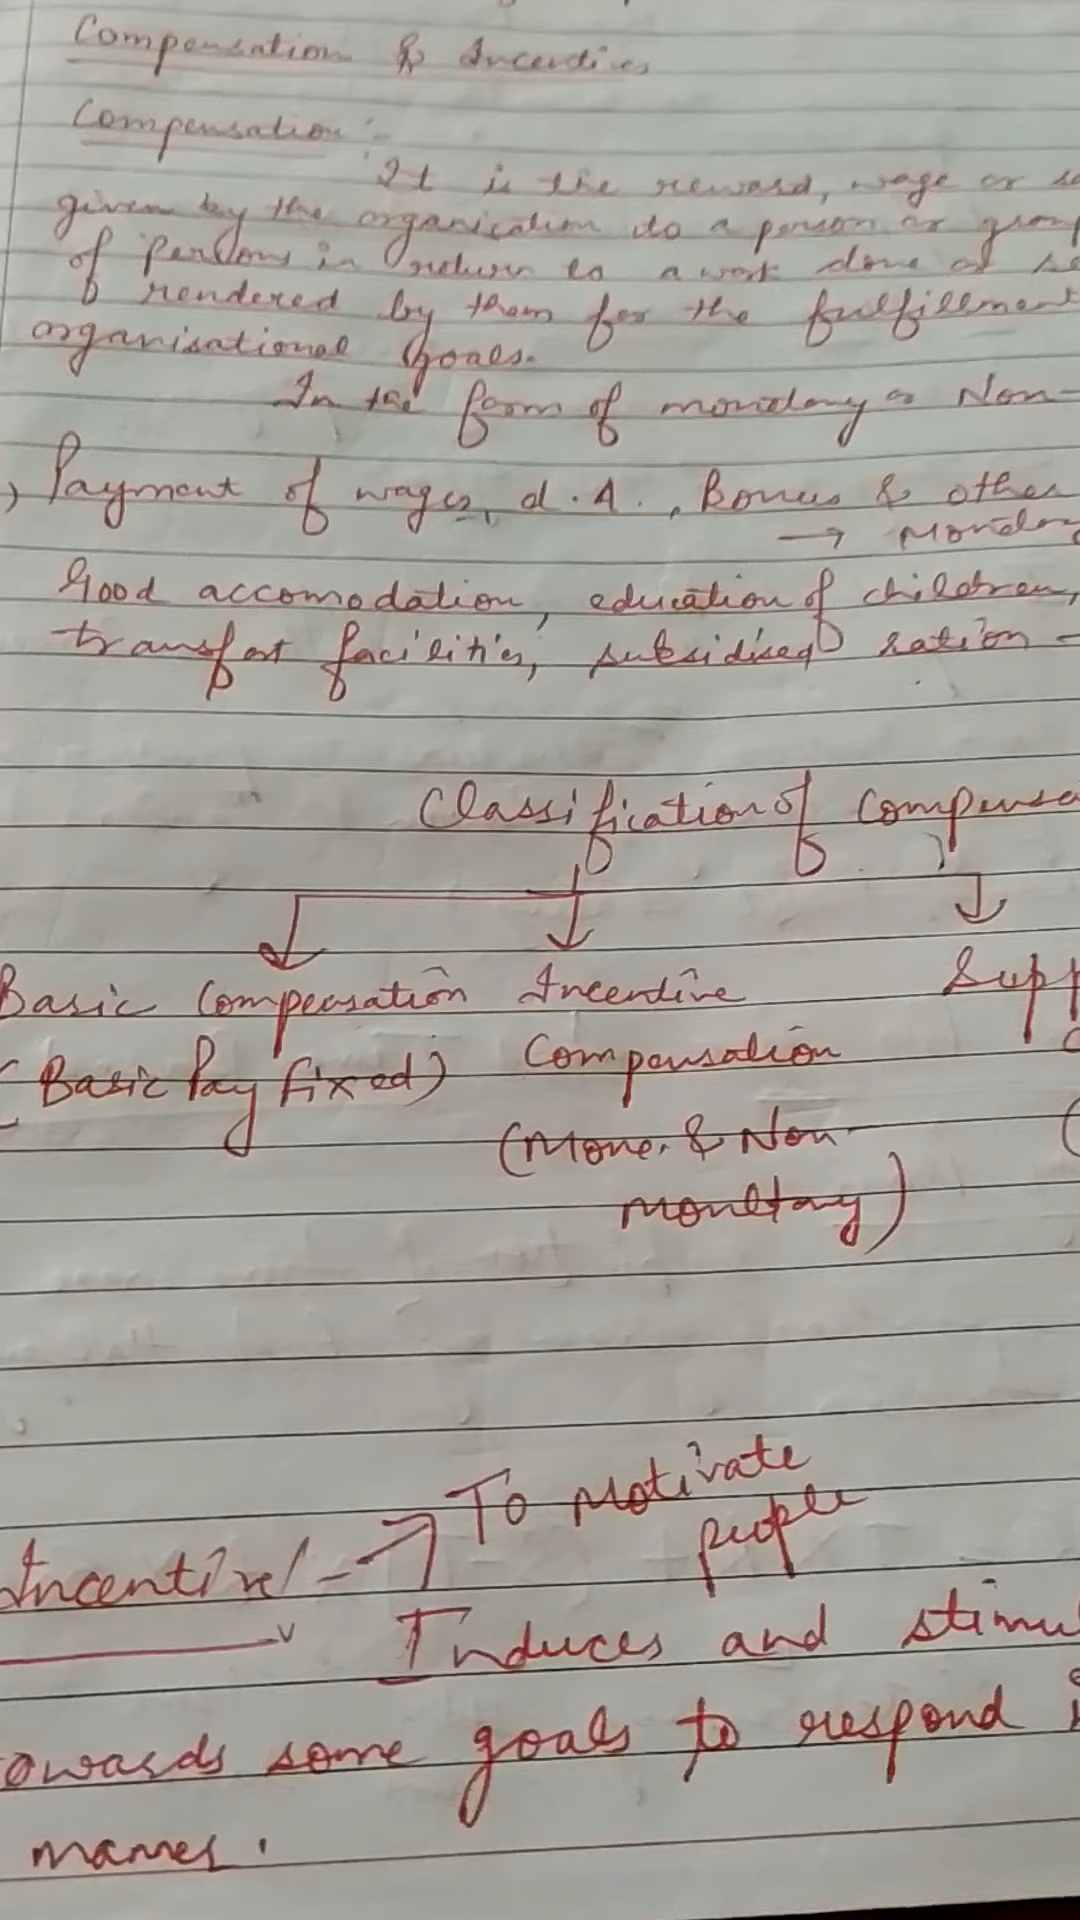 Compensation & Incentives
Compensation :-
It is the reward, wage or
given by the organisation to a person or group
of persons in return to a work done or se
rendered by them for the fulfillment
organisational Goals.
In the form of monetary or Non-
Payment of wages, d.A., Bonus & other
→ Moneta
Good accomodation, education of children,
transport facilities, subsidised ration -
Classification of Compensa
Basic Compensation Incentive Supp
(Basic Pay fixed) Compensation
(Mone. & Non-
monetary)
To Motivate
people
Incentive/ -
Induces and stimu
owards some goals to respond i
manner.